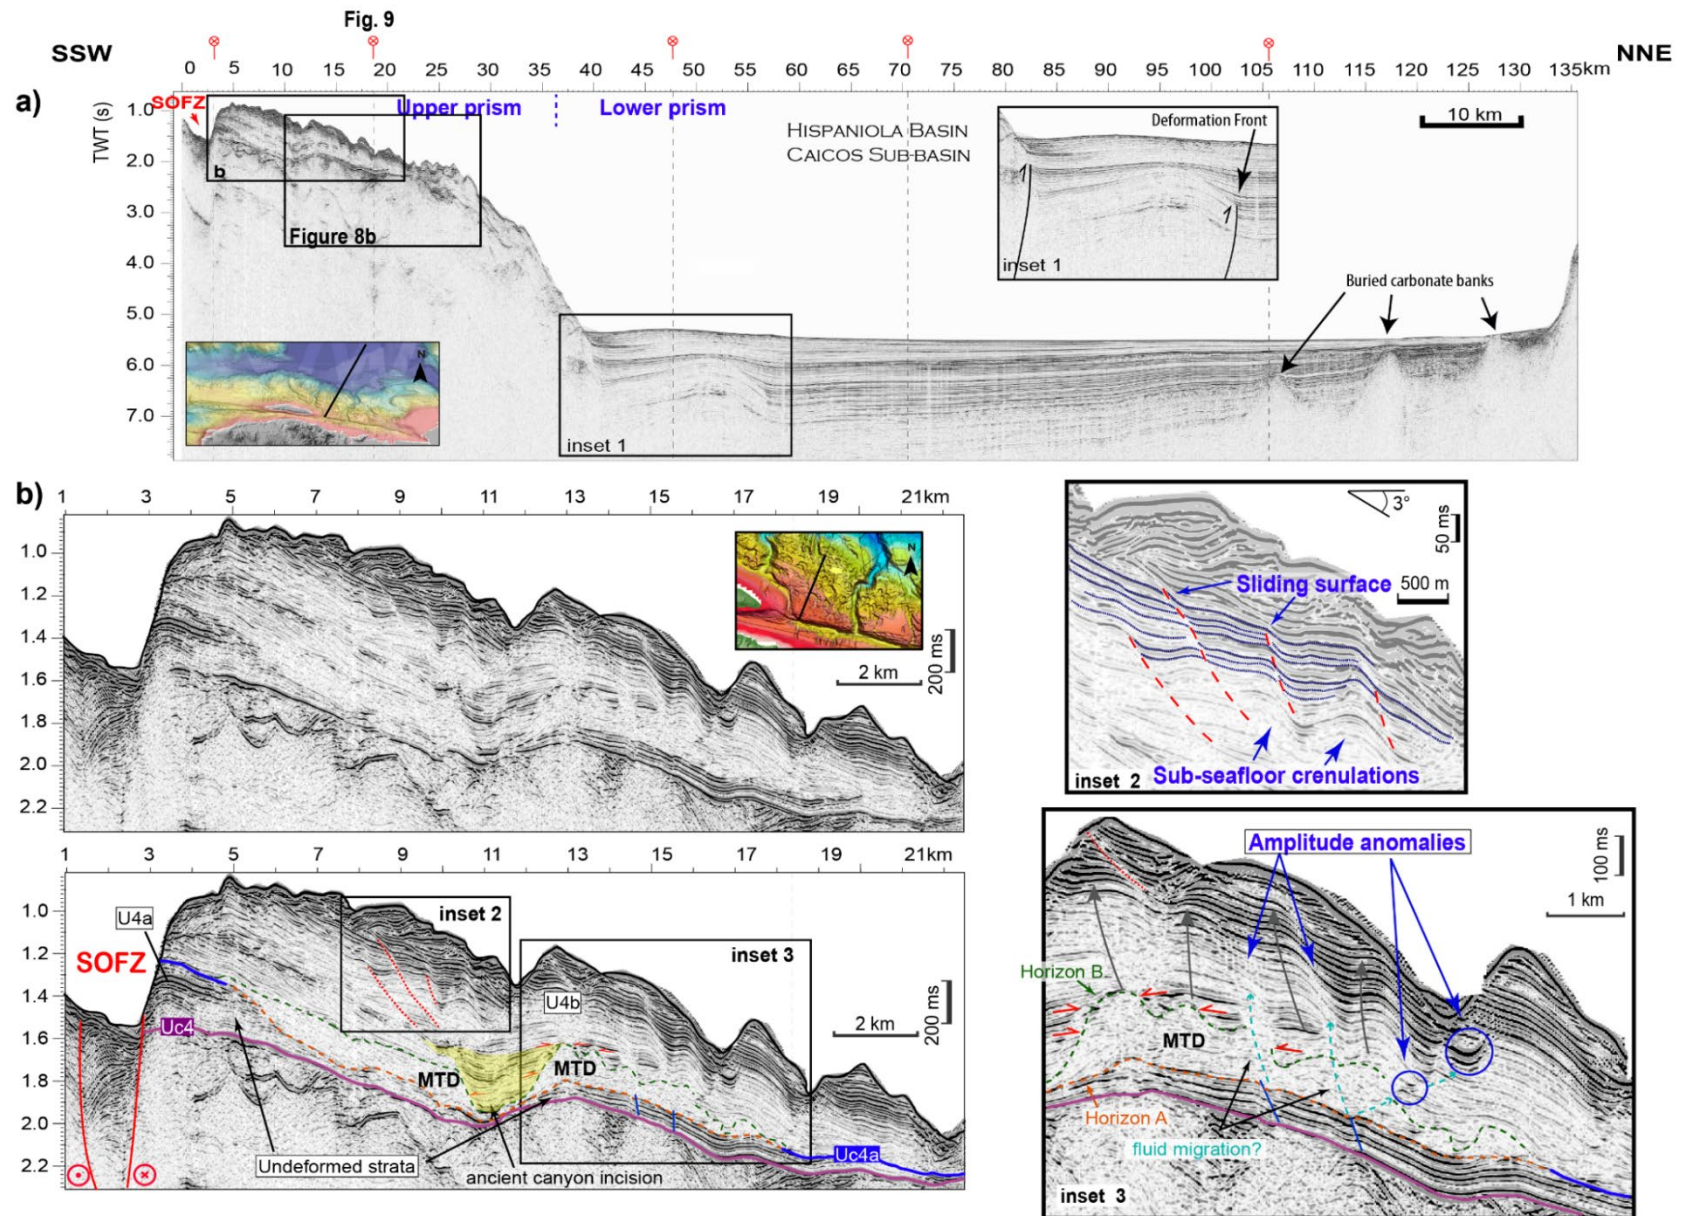 Fig. 9
SSW
NNE
0 5 10 15 20 25 30 35 40 45 50 55 60 65 70 75 80 85 90 95 100 105 110 115 120 125 130 135km
a)
TWT (s)
SOFZ
Upper prism
Lower prism
HISPANIOLA BASIN
CAICOS SUB-BASIN
Deformation Front
10 km
1.0
2.0
3.0
4.0
5.0
6.0
7.0
b
Figure 8b
inset 1
Buried carbonate banks
N
inset 1
b)
1 3 5 7 9 11 13 15 17 19 21km
1.0
1.2
1.4
1.6
1.8
2.0
2.2
N
2 km
200 ms
3°
50 ms
500 m
Sliding surface
Sub-seafloor crenulations
inset 2
1 3 5 7 9 11 13 15 17 19 21km
1.0
1.2
1.4
1.6
1.8
2.0
2.2
U4a
SOFZ
Uc4
inset 2
inset 3
U4b
MTD
MTD
2 km
200 ms
Undeformed strata
ancient canyon incision
Uc4a
Amplitude anomalies
100 ms
1 km
Horizon B
MTD
Horizon A
fluid migration?
inset 3